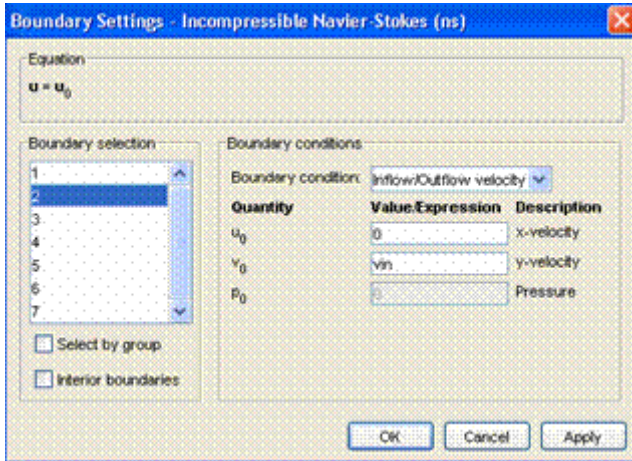 Boundary Settings - Incompressible Navier-Stokes (ns)
Equation
u = u0
Boundary selection
1
2
3
4
5
6
7
Select by group
Interior boundaries
Boundary conditions
Boundary condition: Inflow/Outflow velocity
Quantity Value/Expression Description
u0 0 x-velocity
v0 vin y-velocity
p0 0 Pressure
OK Cancel Apply